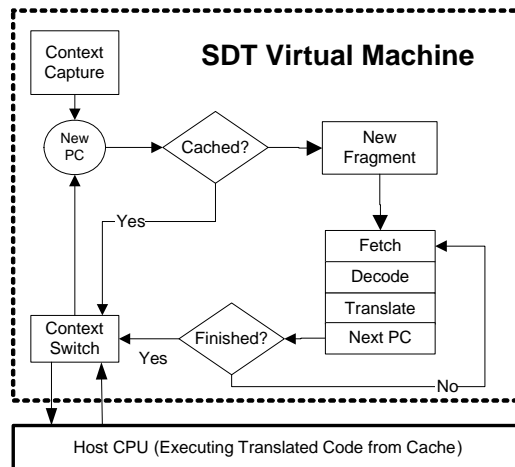 SDT Virtual Machine
Context
Capture
New
PC
Cached?
New
Fragment
Yes
Fetch
Decode
Translate
Next PC
Context
Switch
Yes
Finished?
No
Host CPU (Executing Translated Code from Cache)